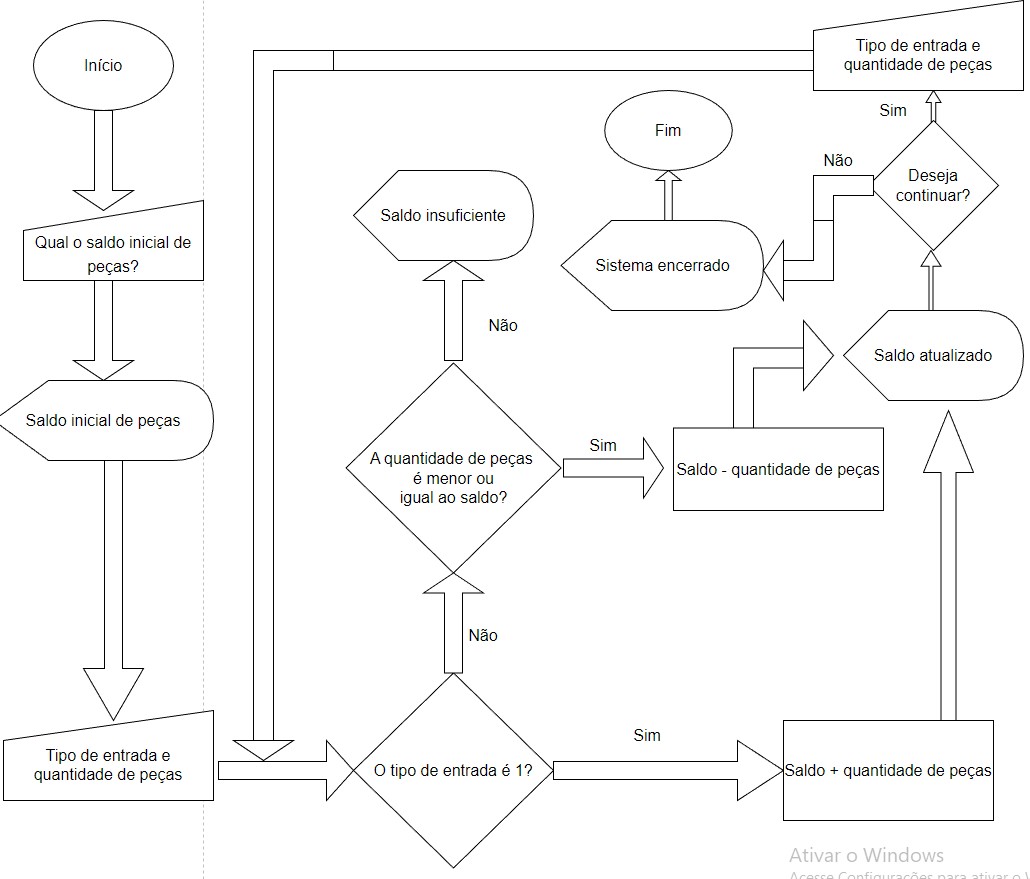 Início
Qual o saldo inicial de
peças?
Saldo inicial de peças
Tipo de entrada e
quantidade de peças
O tipo de entrada é 1?
Não
Sim
A quantidade de peças
é menor ou
igual ao saldo?
Não
Saldo insuficiente
Sim
Saldo - quantidade de peças
Saldo + quantidade de peças
Saldo atualizado
Deseja
continuar?
Não
Sistema encerrado
Fim
Sim
Tipo de entrada e
quantidade de peças
Ativar o Windows
Acesse Configurações para ativar o